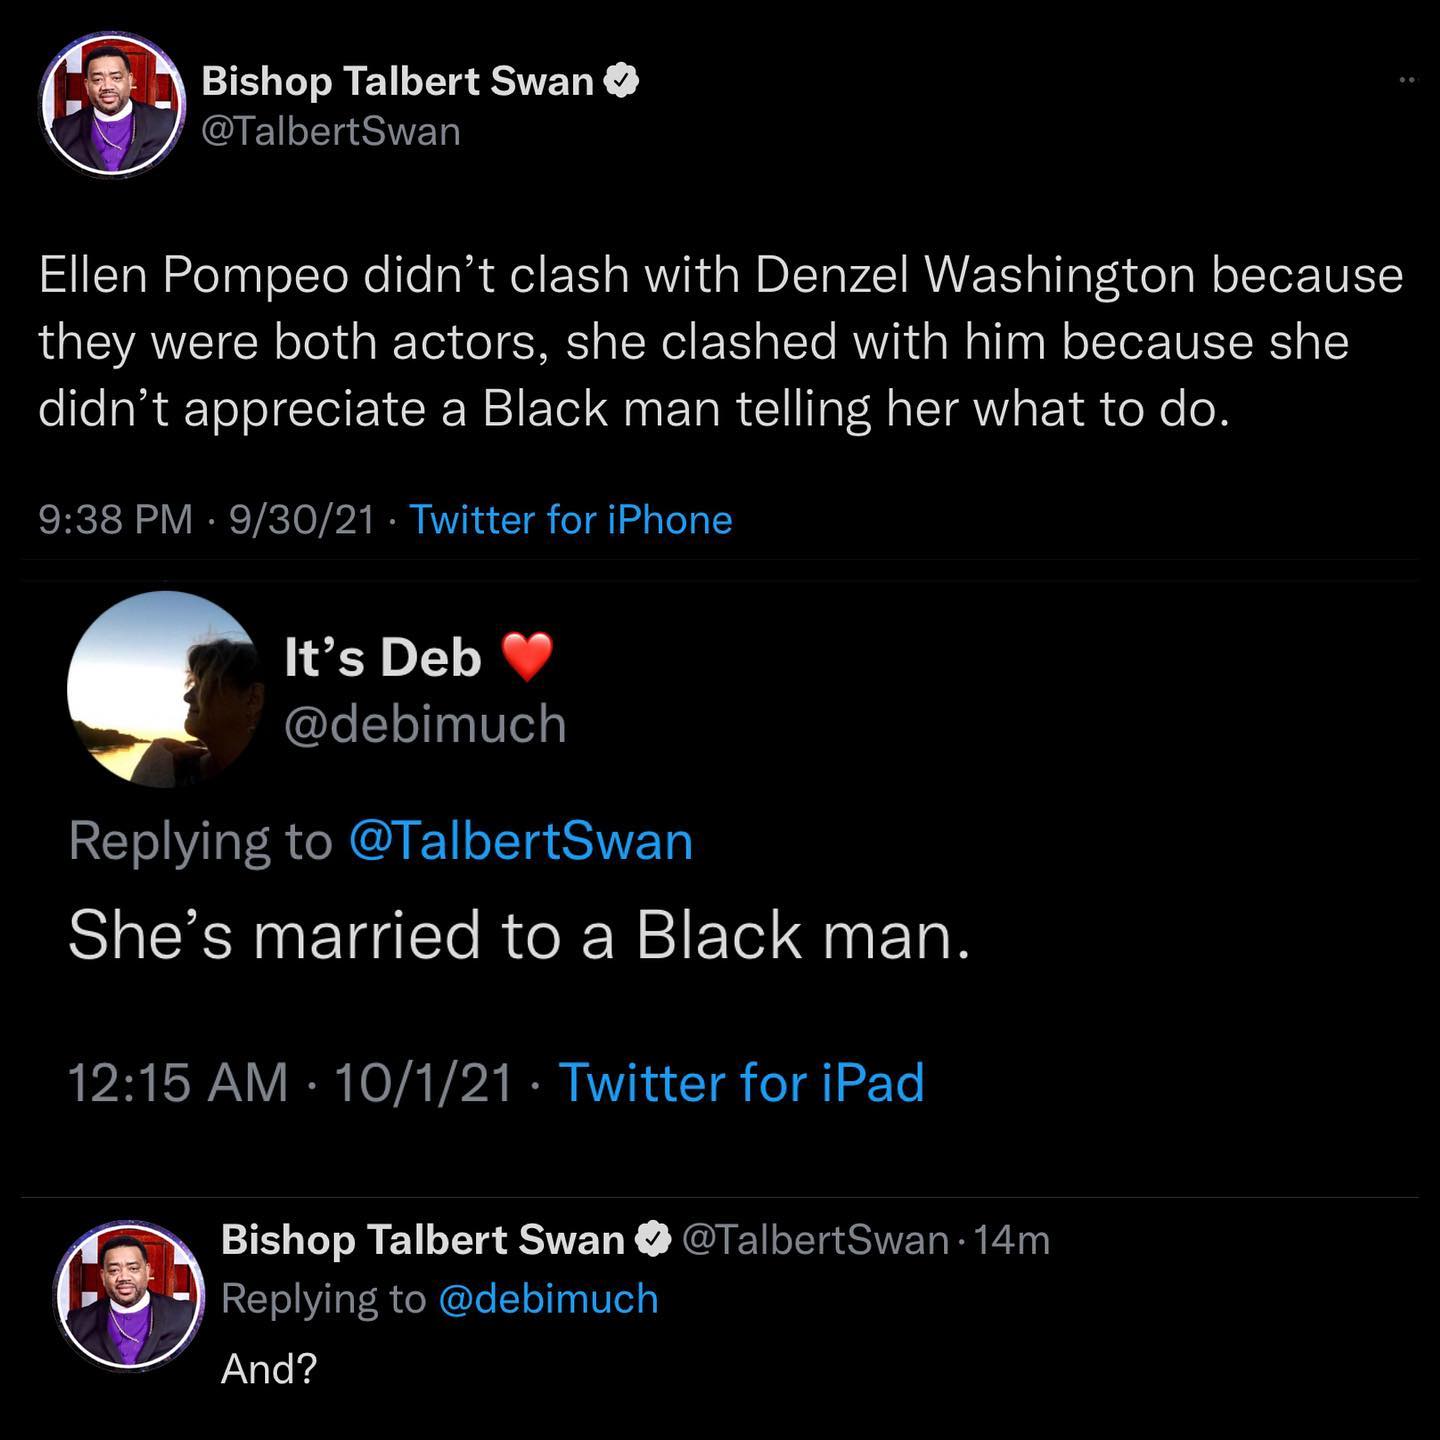 Bishop Talbert Swan
@TalbertSwan
Ellen Pompeo didn’t clash with Denzel Washington because
they were both actors, she clashed with him because she
didn’t appreciate a Black man telling her what to do.
9:38 PM · 9/30/21 · Twitter for iPhone
It’s Deb ❤️
@debimuch
Replying to @TalbertSwan
She’s married to a Black man.
12:15 AM · 10/1/21 · Twitter for iPad
Bishop Talbert Swan @TalbertSwan · 14m
Replying to @debimuch
And?